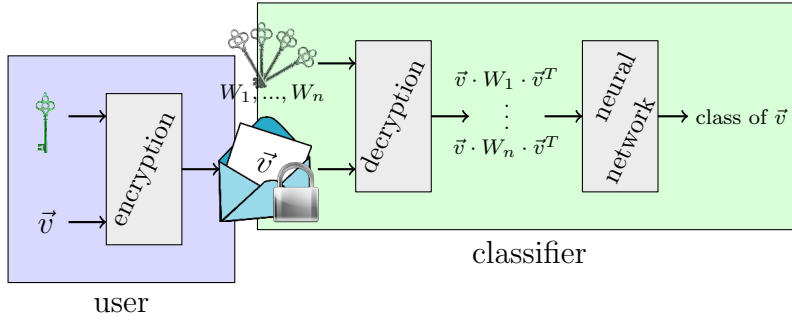 W₁, ..., Wₙ
v⃗
encryption
v⃗
decryption
v⃗ · W₁ · v⃗ᵀ
⋮
v⃗ · Wₙ · v⃗ᵀ
neural
network
class of v⃗
classifier
user